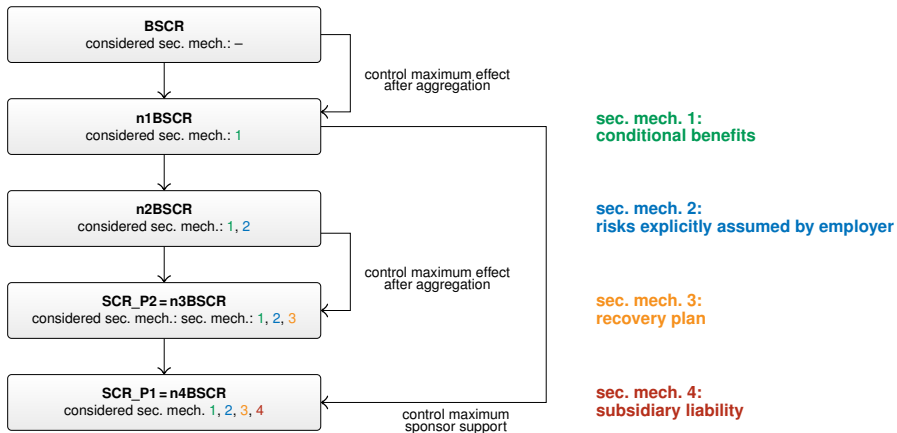 BSCR
considered sec. mech.: –
control maximum effect
after aggregation
n1BSCR
considered sec. mech.: 1
sec. mech. 1:
conditional benefits
n2BSCR
considered sec. mech.: 1, 2
sec. mech. 2:
risks explicitly assumed by employer
control maximum effect
after aggregation
SCR_P2 = n3BSCR
considered sec. mech.: sec. mech.: 1, 2, 3
sec. mech. 3:
recovery plan
SCR_P1 = n4BSCR
considered sec. mech. 1, 2, 3, 4
sec. mech. 4:
subsidiary liability
control maximum
sponsor support